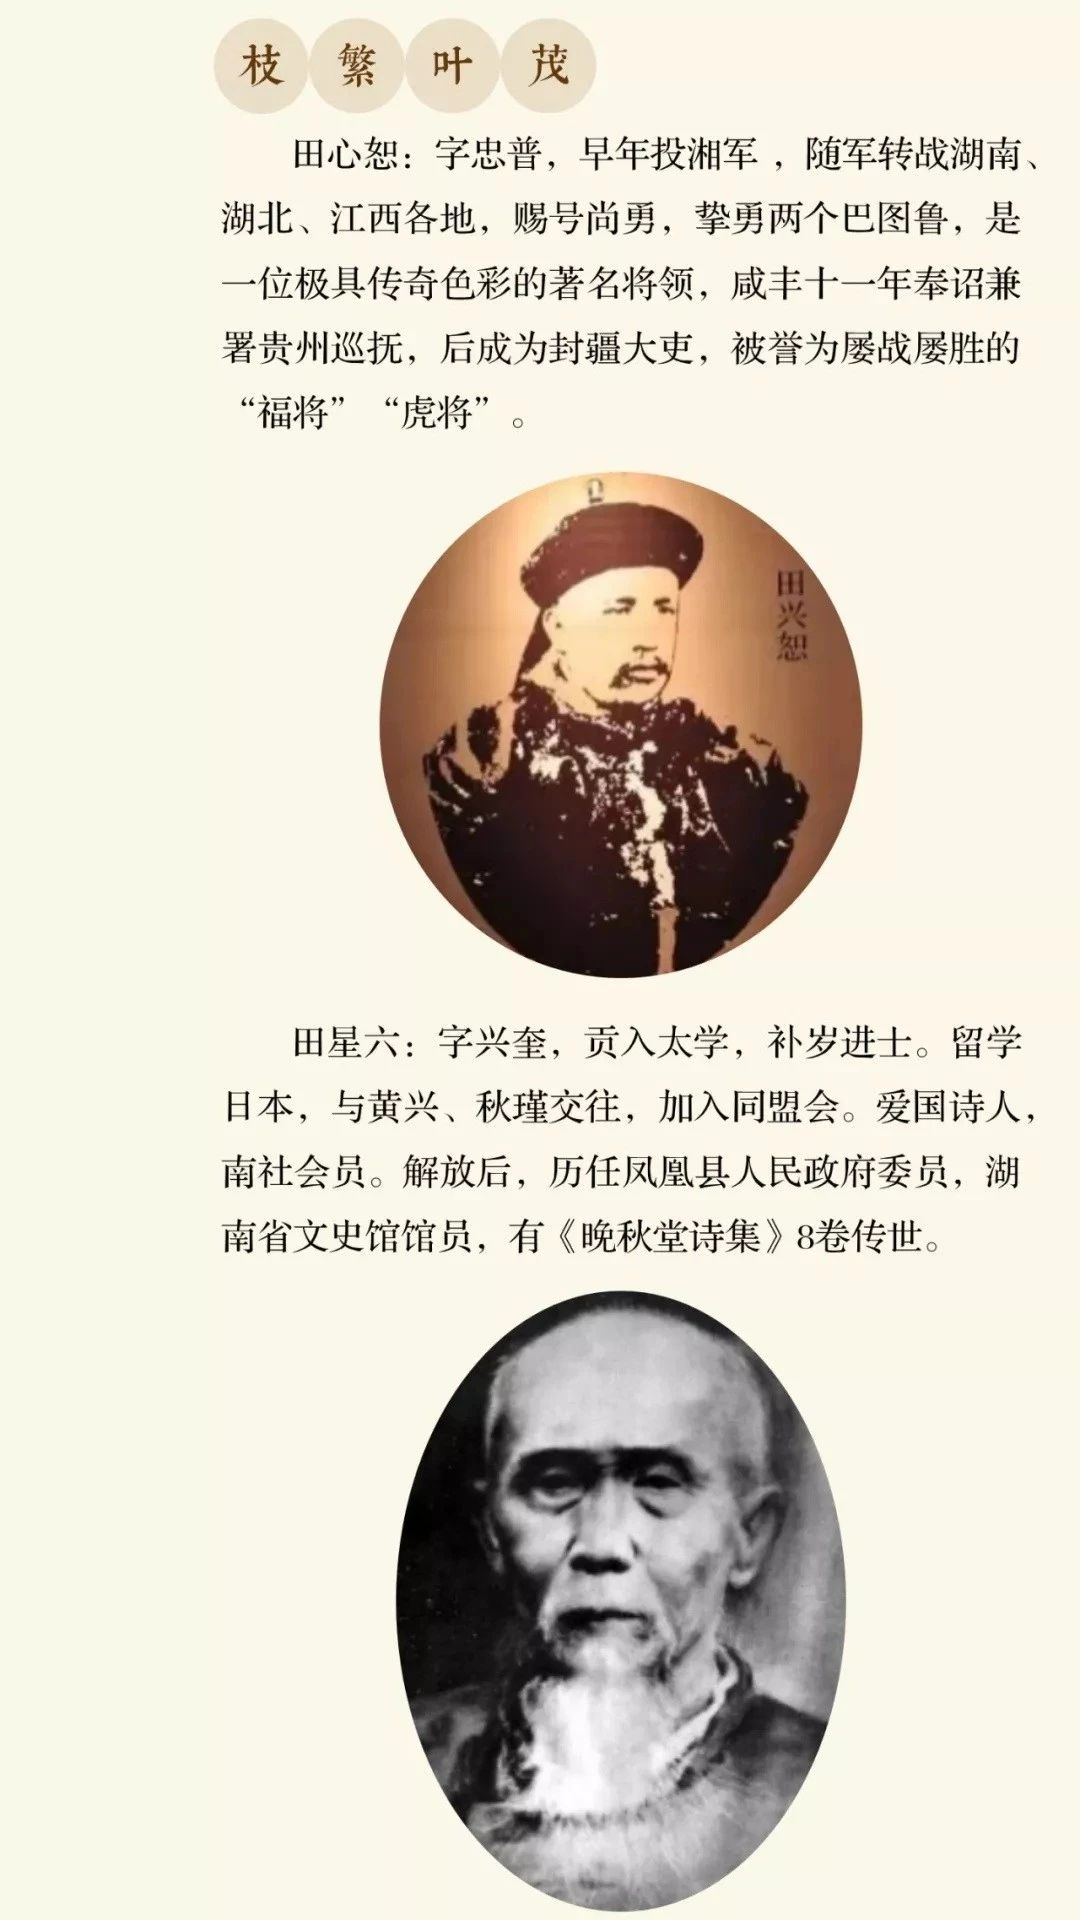 枝繁叶茂
田心恕：字忠普，早年投湘军 ，随军转战湖南、
湖北、江西各地，赐号尚勇，挚勇两个巴图鲁，是
一位极具传奇色彩的著名将领，咸丰十一年奉诏兼
署贵州巡抚，后成为封疆大吏，被誉为屡战屡胜的
“福将” “虎将” 。
田兴恕
田星六：字兴奎，贡入太学，补岁进士。留学
日本，与黄兴、秋瑾交往，加入同盟会。爱国诗人，
南社会员。解放后，历任凤凰县人民政府委员，湖
南省文史馆馆员，有《晚秋堂诗集》8卷传世。